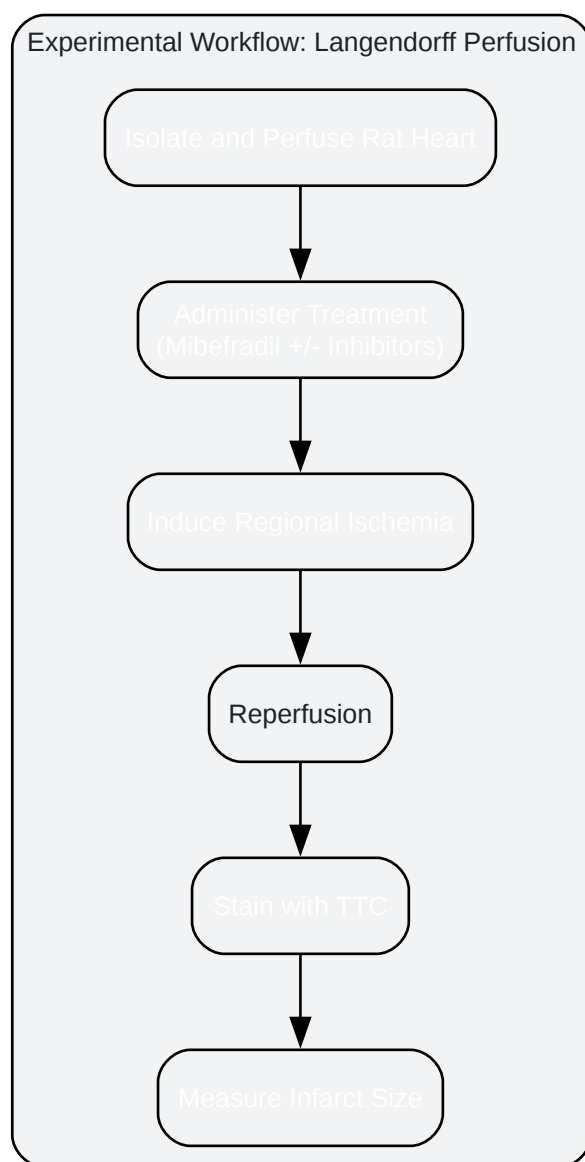 Experimental Workflow: Langendorff Perfusion
Isolate and Perfuse Rat Heart
Administer Treatment
(Mibefradil +/- Inhibitors)
Induce Regional Ischemia
Reperfusion
Stain with TTC
Measure Infarct Size